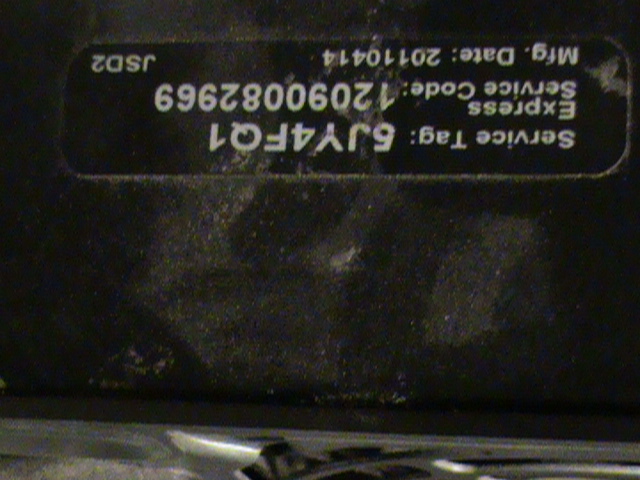 Service Tag: 5JY4FQ1
Express
Service Code: 12090082969
Mfg. Date: 20110414 JSD2